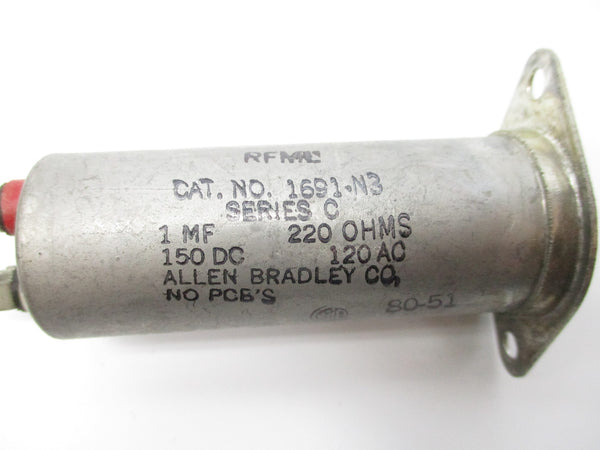 RFMC
CAT. NO. 1691-N3
SERIES C
1 MF 220 OHMS
150 DC 120 AC
ALLEN BRADLEY CO.
NO PCB'S
80-51